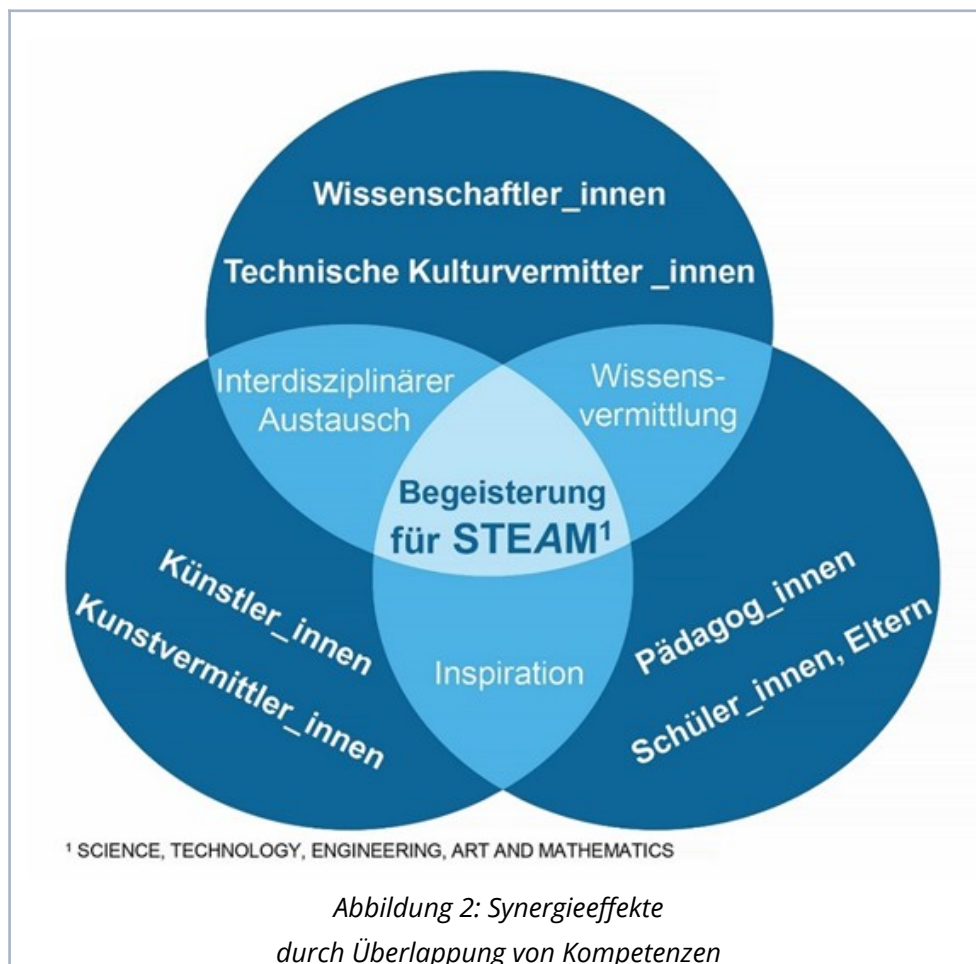 Wissenschaftler_innen
Technische Kulturvermitter _innen
Interdisziplinärer
Austausch
Wissens-
vermittlung
Begeisterung
für STEAM¹
Künstler_innen
Kunstvermittler_innen
Inspiration
Pädagog_innen
Schüler_innen, Eltern
¹ SCIENCE, TECHNOLOGY, ENGINEERING, ART AND MATHEMATICS
Abbildung 2: Synergieeffekte
durch Überlappung von Kompetenzen